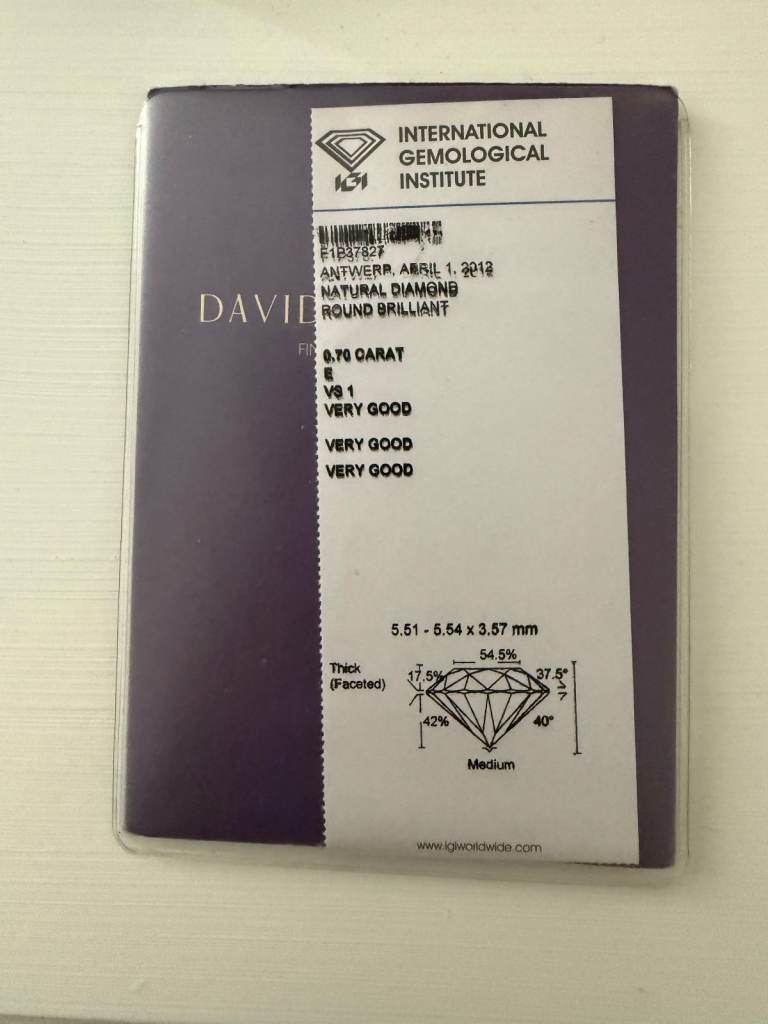 INTERNATIONAL
GEMOLOGICAL
INSTITUTE
IGI
F1B37827
ANTWERP, APRIL 1, 2012
NATURAL DIAMOND
ROUND BRILLIANT
DAVID
FIN
0.70 CARAT
E
VS 1
VERY GOOD
VERY GOOD
VERY GOOD
5.51 - 5.54 x 3.57 mm
54.5%
Thick
(Faceted)
17.5%
37.5°
42%
40°
Medium
www.igiworldwide.com